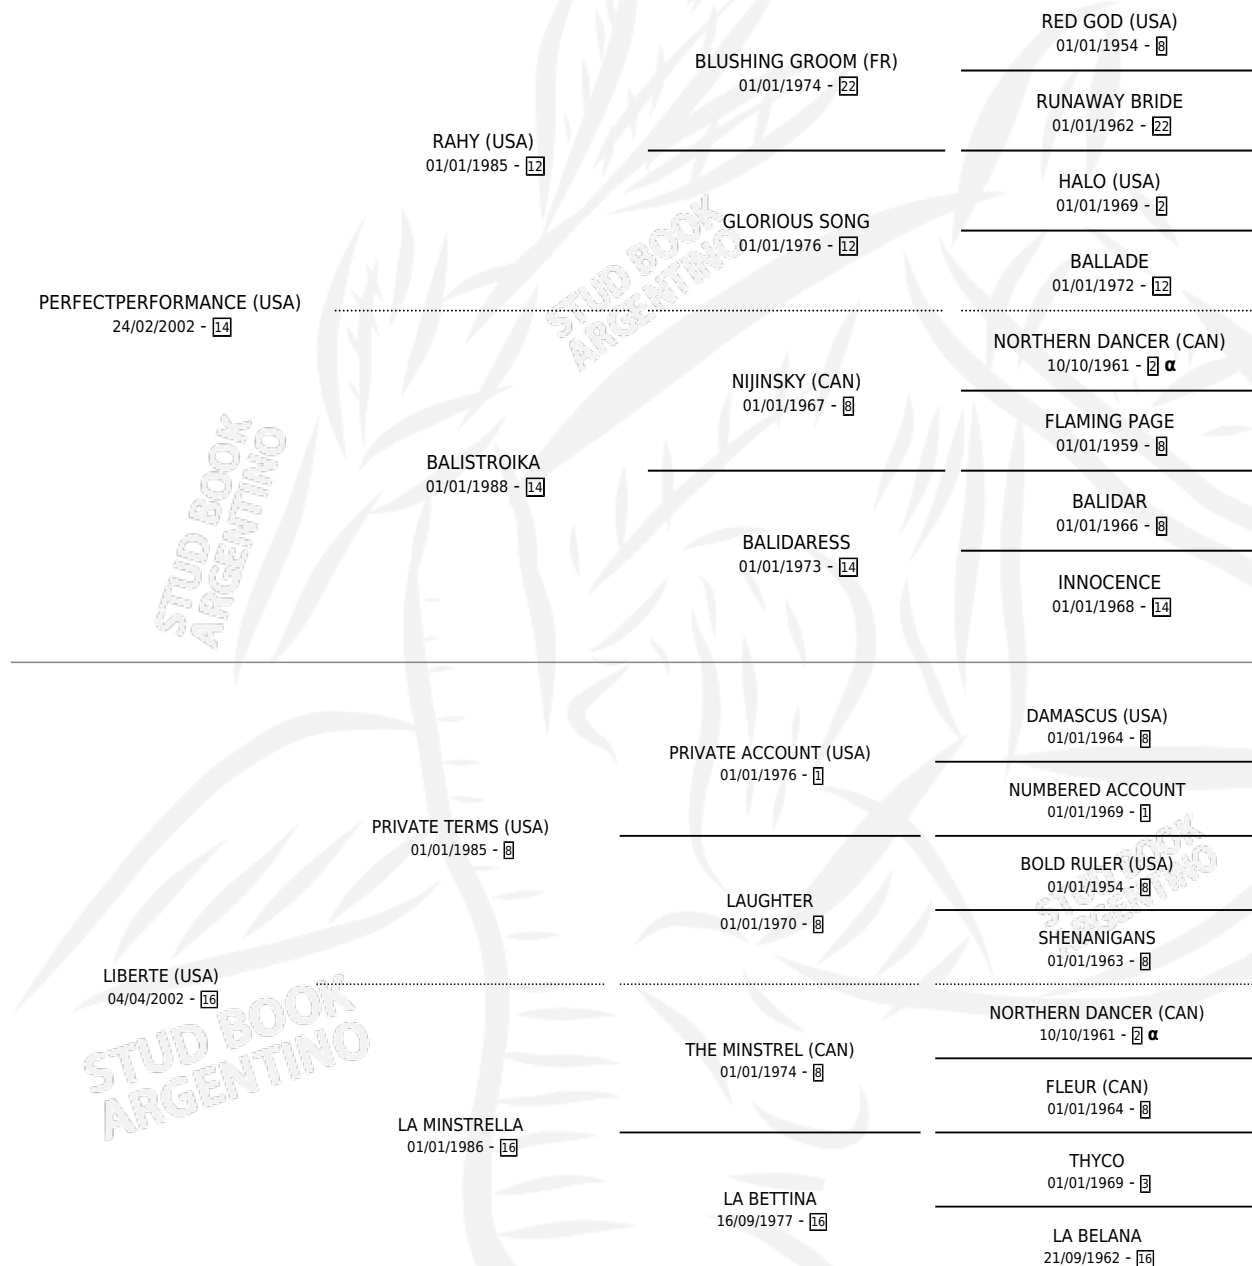 RED GOD (USA)
01/01/1954 - 8
BLUSHING GROOM (FR)
01/01/1974 - 22
RUNAWAY BRIDE
01/01/1962 - 22
RAHY (USA)
01/01/1985 - 12
HALO (USA)
01/01/1969 - 2
GLORIOUS SONG
01/01/1976 - 12
BALLADE
01/01/1972 - 12
PERFECTPERFORMANCE (USA)
24/02/2002 - 14
NORTHERN DANCER (CAN)
10/10/1961 - 2 α
NIJINSKY (CAN)
01/01/1967 - 8
FLAMING PAGE
01/01/1959 - 8
BALISTROIKA
01/01/1988 - 14
BALIDAR
01/01/1966 - 8
BALIDARESS
01/01/1973 - 14
INNOCENCE
01/01/1968 - 14
DAMASCUS (USA)
01/01/1964 - 8
PRIVATE ACCOUNT (USA)
01/01/1976 - 1
NUMBERED ACCOUNT
01/01/1969 - 1
PRIVATE TERMS (USA)
01/01/1985 - 8
BOLD RULER (USA)
01/01/1954 - 8
LAUGHTER
01/01/1970 - 8
SHENANIGANS
01/01/1963 - 8
LIBERTE (USA)
04/04/2002 - 16
NORTHERN DANCER (CAN)
10/10/1961 - 2 α
THE MINSTREL (CAN)
01/01/1974 - 8
FLEUR (CAN)
01/01/1964 - 8
LA MINSTRELLA
01/01/1986 - 16
THYCO
01/01/1969 - 3
LA BETTINA
16/09/1977 - 16
LA BELANA
21/09/1962 - 16
STUD BOOK
ARGENTINO
STUD BOOK
ARGENTINO
STUD BOOK
ARGENTINO
STUD BOOK
ARGENTINO